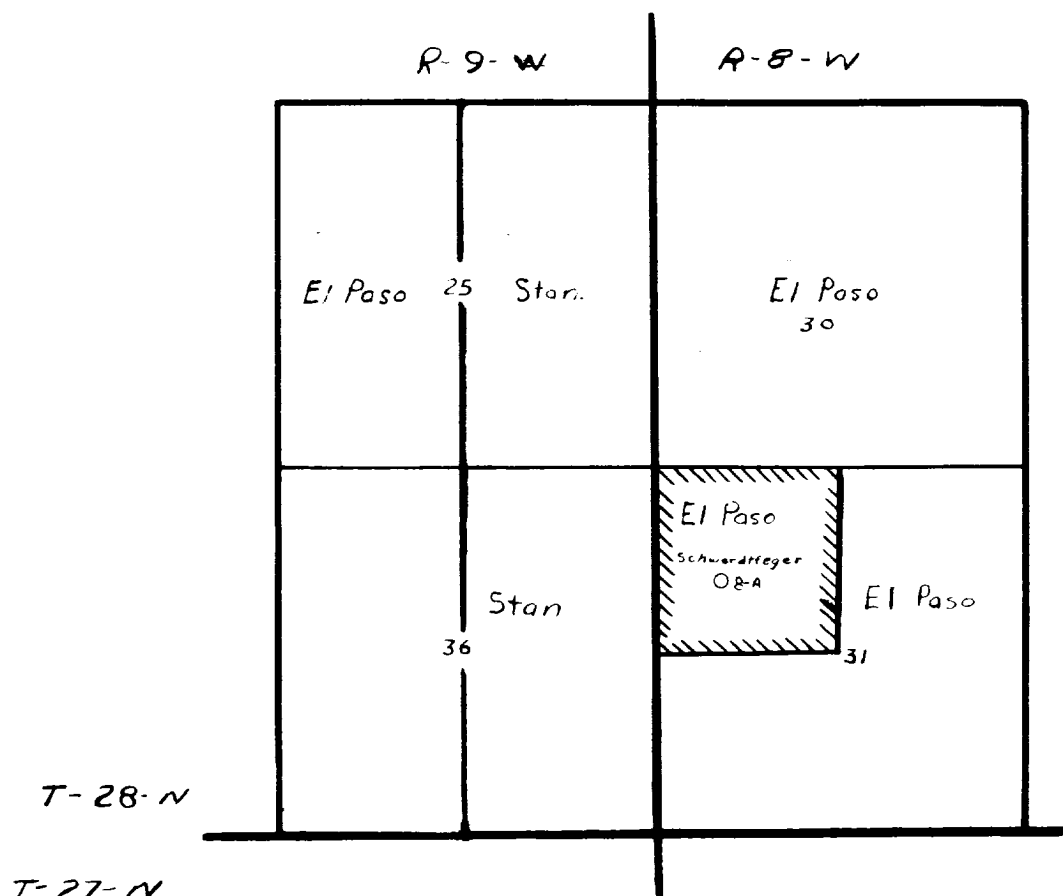 R-9-W R-8-W
El Paso 25 Stan.
El Paso
30
El Paso
Schwerdtfeger
8-A
Stan
El Paso
36
31
T-28-N
T-27-N